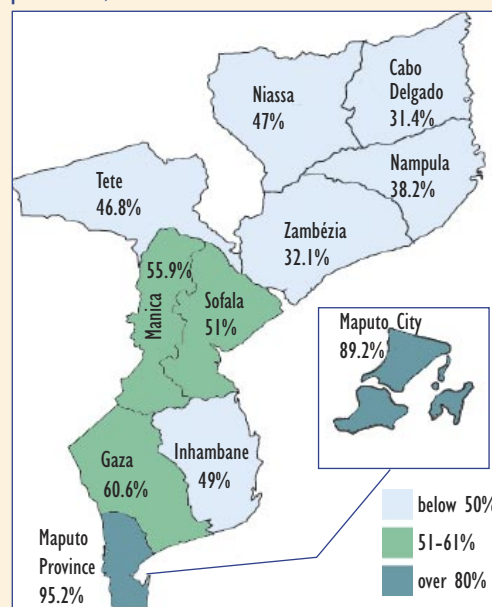 Niassa
47%
Cabo
Delgado
31.4%
Nampula
38.2%
Tete
46.8%
Zambézia
32.1%
55.9%
Manica
Sofala
51%
Maputo City
89.2%
Gaza
60.6%
Inhambane
49%
Maputo
Province
95.2%
below 50%
51–61%
over 80%